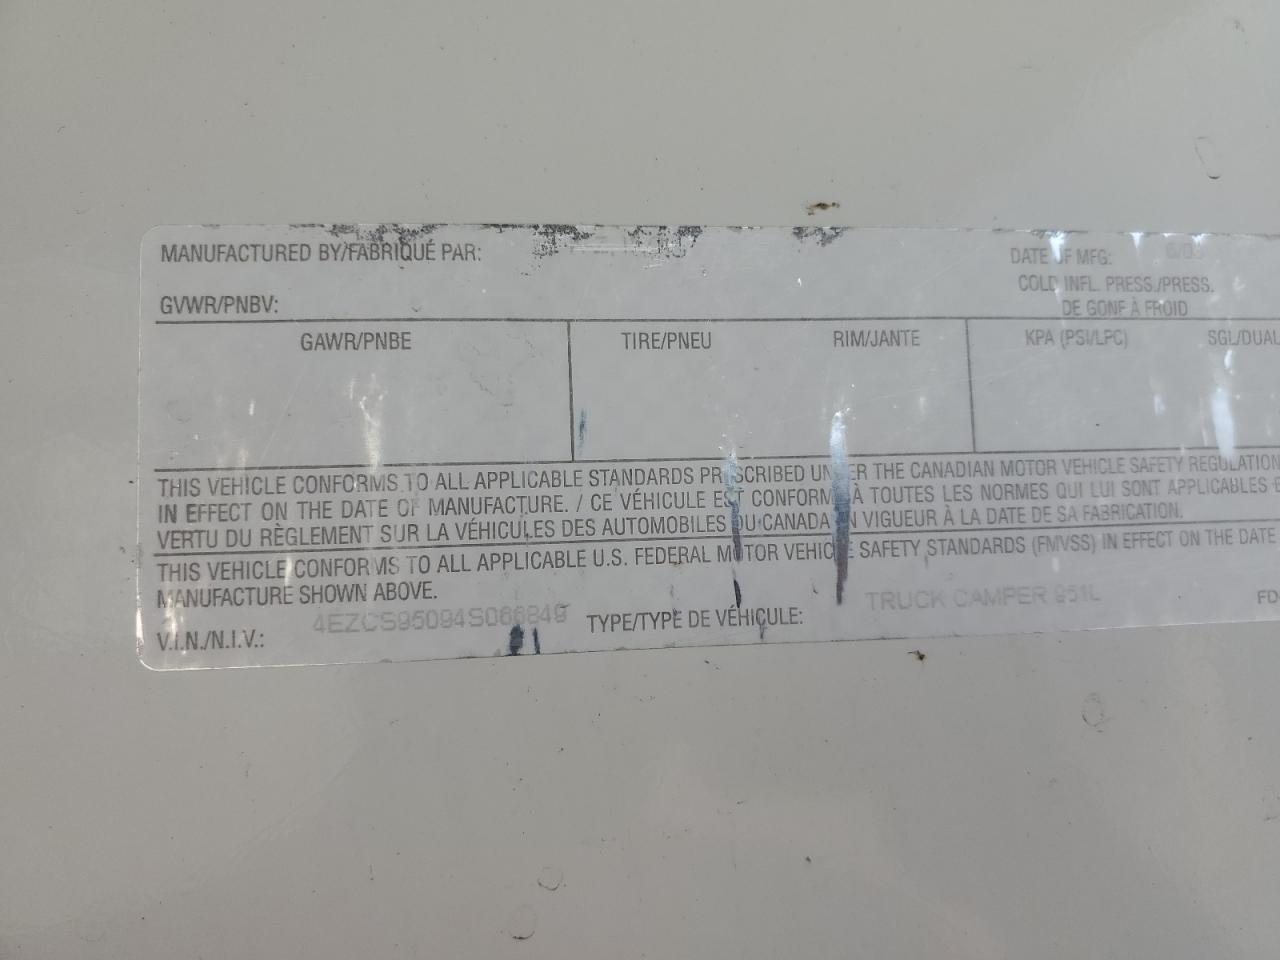 MANUFACTURED BY/FABRIQUÉ PAR:
DATE OF MFG:
GVWR/PNBV:
COLD INFL. PRESS./PRESS.
DE GONF À FROID
GAWR/PNBE TIRE/PNEU RIM/JANTE KPA (PSI/LPC) SGL/DUAL
THIS VEHICLE CONFORMS TO ALL APPLICABLE STANDARDS PRESCRIBED UNDER THE CANADIAN MOTOR VEHICLE SAFETY REGULATION
IN EFFECT ON THE DATE OF MANUFACTURE. / CE VÉHICULE EST CONFORME À TOUTES LES NORMES QUI LUI SONT APPLICABLES E
VERTU DU RÈGLEMENT SUR LA VÉHICULES DES AUTOMOBILES DU CANADA EN VIGUEUR À LA DATE DE SA FABRICATION.
THIS VEHICLE CONFORMS TO ALL APPLICABLE U.S. FEDERAL MOTOR VEHICLE SAFETY STANDARDS (FMVSS) IN EFFECT ON THE DATE
MANUFACTURE SHOWN ABOVE.
V.I.N./N.I.V.: 4EZCS95094S066849 TYPE/TYPE DE VÉHICULE: TRUCK CAMPER 951L FD